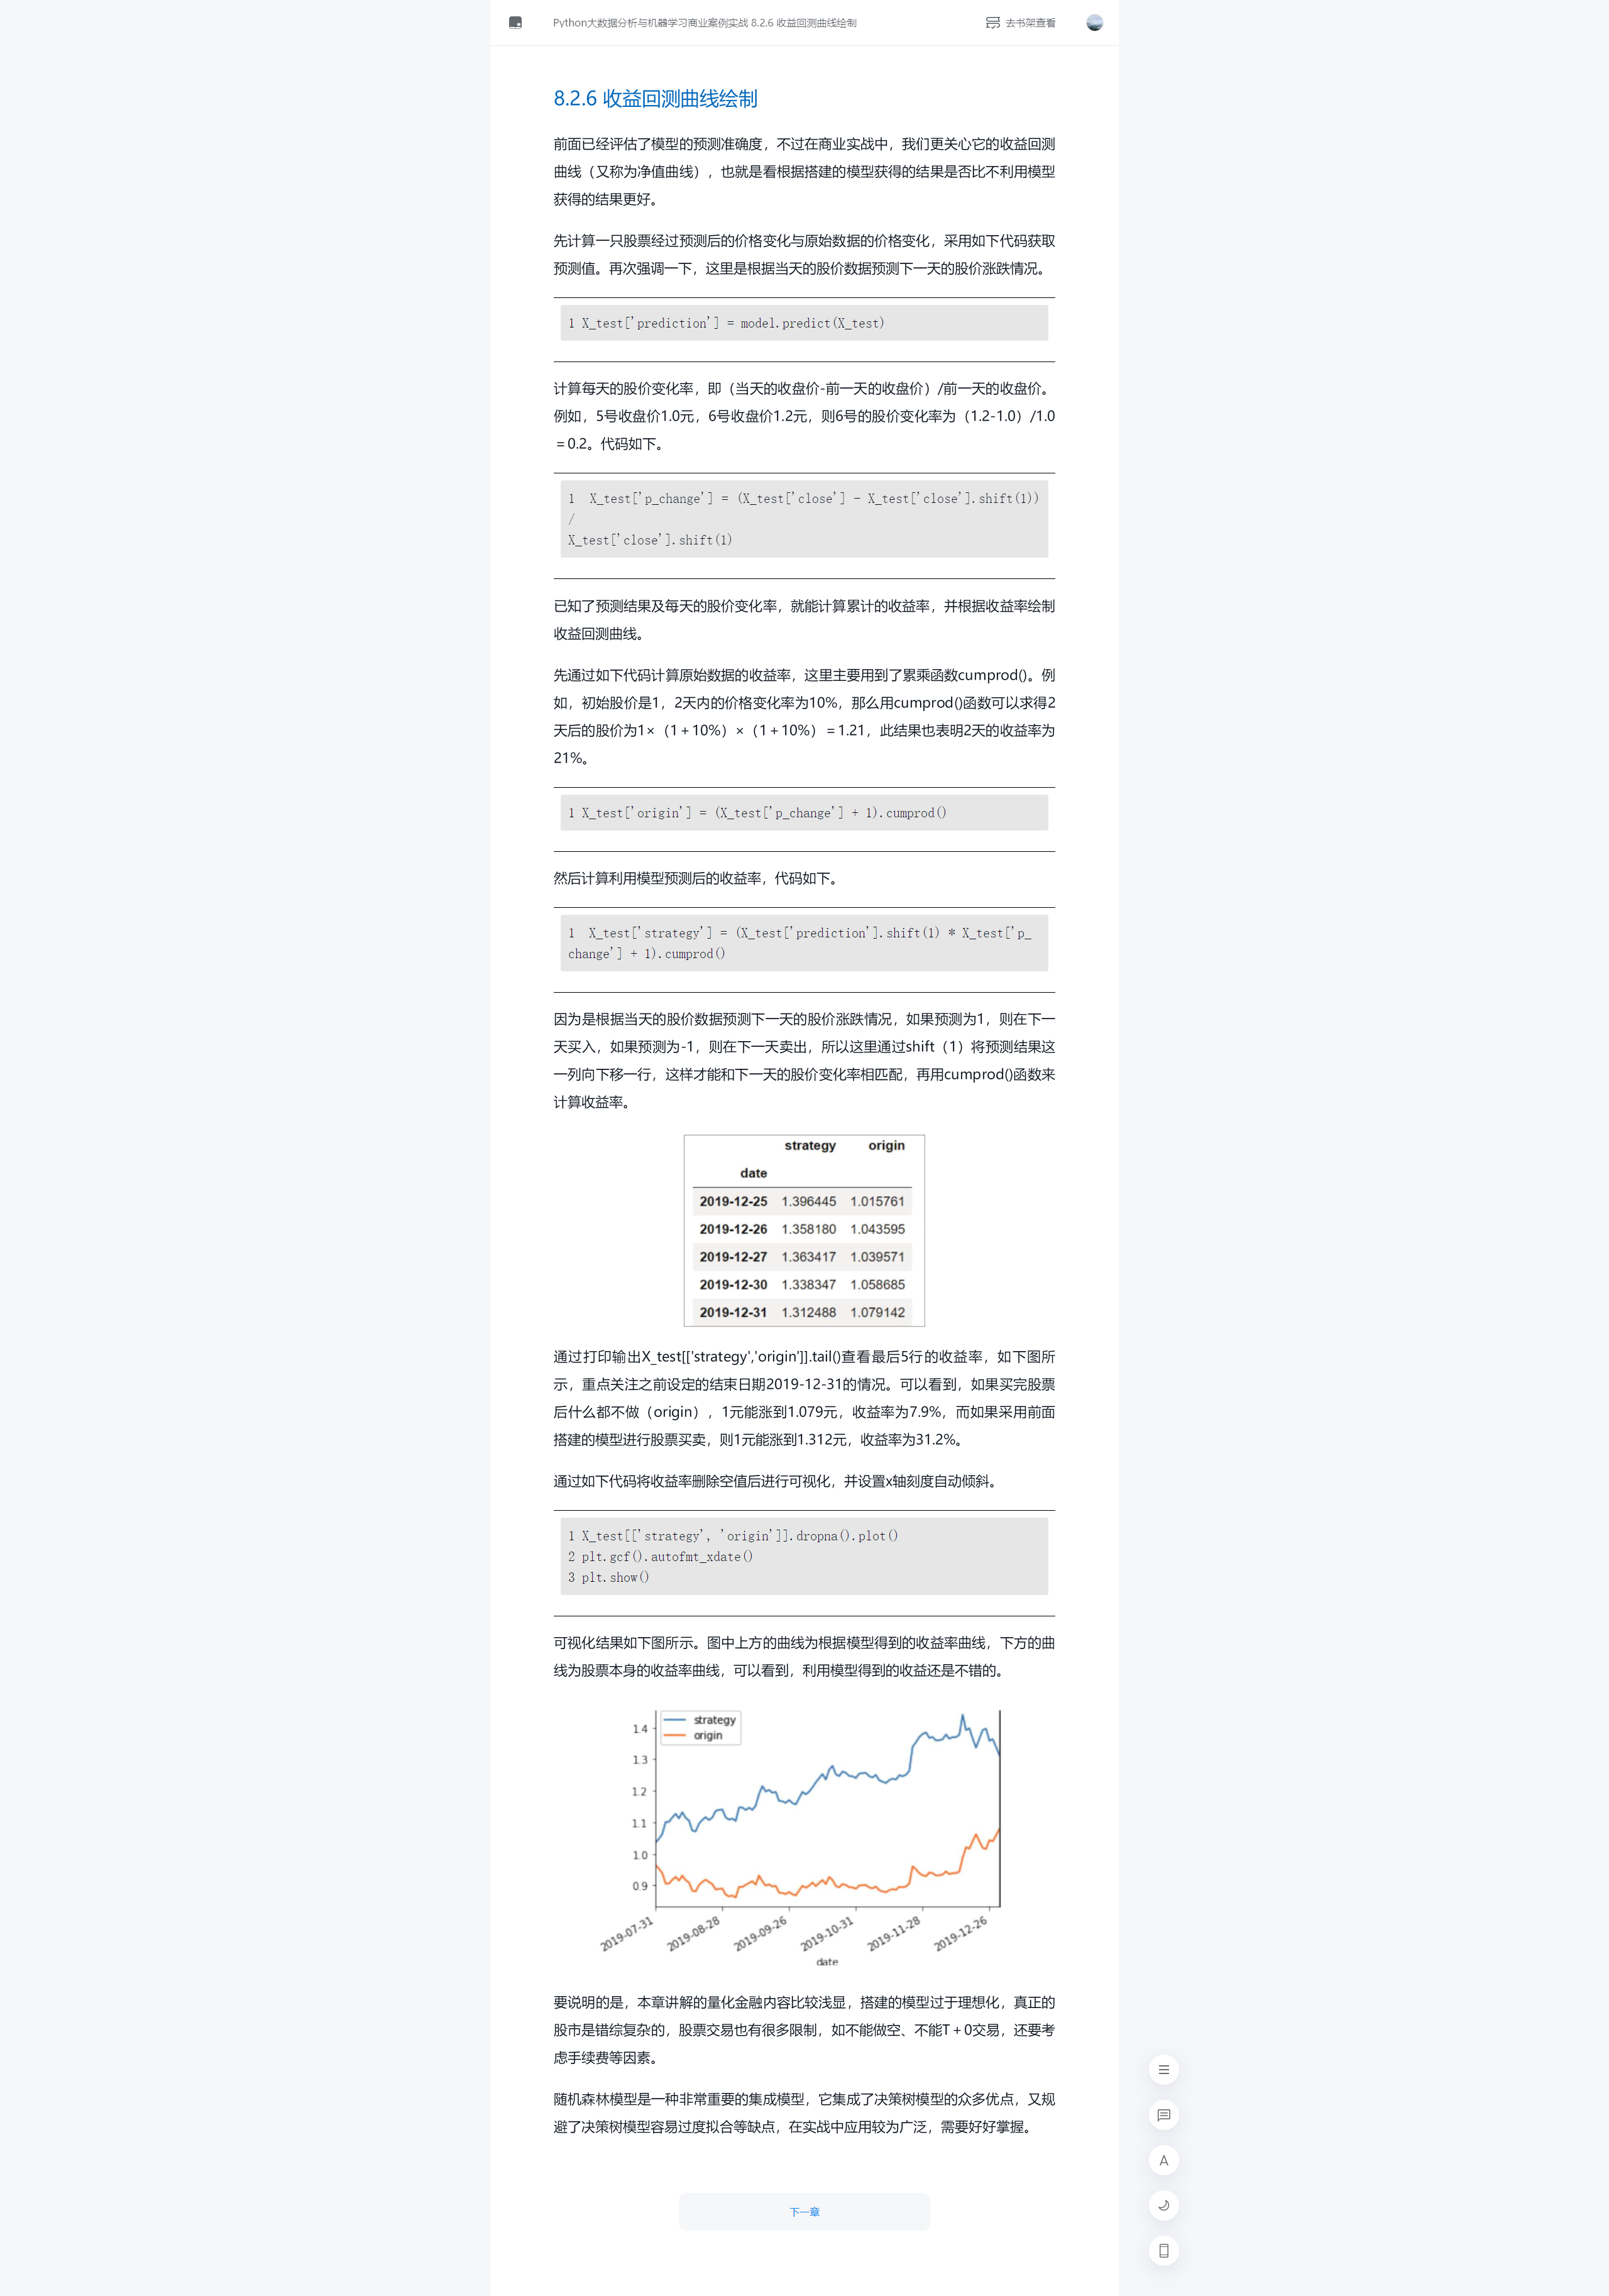 Python大数据分析与机器学习商业案例实战 8.2.6 收益回测曲线绘制
去书架查看
8.2.6 收益回测曲线绘制
前面已经评估了模型的预测准确度，不过在商业实战中，我们更关心它的收益回测
曲线（又称为净值曲线），也就是看根据搭建的模型获得的结果是否比不利用模型
获得的结果更好。
先计算一只股票经过预测后的价格变化与原始数据的价格变化，采用如下代码获取
预测值。再次强调一下，这里是根据当天的股价数据预测下一天的股价涨跌情况。
1 X_test['prediction'] = model.predict(X_test)
计算每天的股价变化率，即（当天的收盘价-前一天的收盘价）/前一天的收盘价。
例如，5号收盘价1.0元，6号收盘价1.2元，则6号的股价变化率为（1.2-1.0）/1.0
＝0.2。代码如下。
1  X_test['p_change'] = (X_test['close'] - X_test['close'].shift(1))
/
X_test['close'].shift(1)
已知了预测结果及每天的股价变化率，就能计算累计的收益率，并根据收益率绘制
收益回测曲线。
先通过如下代码计算原始数据的收益率，这里主要用到了累乘函数cumprod()。例
如，初始股价是1，2天内的价格变化率为10%，那么用cumprod()函数可以求得2
天后的股价为1×（1＋10%）×（1＋10%）＝1.21，此结果也表明2天的收益率为
21%。
1 X_test['origin'] = (X_test['p_change'] + 1).cumprod()
然后计算利用模型预测后的收益率，代码如下。
1  X_test['strategy'] = (X_test['prediction'].shift(1) * X_test['p_
change'] + 1).cumprod()
因为是根据当天的股价数据预测下一天的股价涨跌情况，如果预测为1，则在下一
天买入，如果预测为-1，则在下一天卖出，所以这里通过shift（1）将预测结果这
一列向下移一行，这样才能和下一天的股价变化率相匹配，再用cumprod()函数来
计算收益率。
strategy origin
date
2019-12-25 1.396445 1.015761
2019-12-26 1.358180 1.043595
2019-12-27 1.363417 1.039571
2019-12-30 1.338347 1.058685
2019-12-31 1.312488 1.079142
通过打印输出X_test[['strategy','origin']].tail()查看最后5行的收益率，如下图所
示，重点关注之前设定的结束日期2019-12-31的情况。可以看到，如果买完股票
后什么都不做（origin），1元能涨到1.079元，收益率为7.9%，而如果采用前面
搭建的模型进行股票买卖，则1元能涨到1.312元，收益率为31.2%。
通过如下代码将收益率删除空值后进行可视化，并设置x轴刻度自动倾斜。
1 X_test[['strategy', 'origin']].dropna().plot()
2 plt.gcf().autofmt_xdate()
3 plt.show()
可视化结果如下图所示。图中上方的曲线为根据模型得到的收益率曲线，下方的曲
线为股票本身的收益率曲线，可以看到，利用模型得到的收益还是不错的。
strategy
origin
1.4
1.3
1.2
1.1
1.0
0.9
2019-07-31 2019-08-28 2019-09-26 2019-10-31 2019-11-28 2019-12-26
date
要说明的是，本章讲解的量化金融内容比较浅显，搭建的模型过于理想化，真正的
股市是错综复杂的，股票交易也有很多限制，如不能做空、不能T＋0交易，还要考
虑手续费等因素。
随机森林模型是一种非常重要的集成模型，它集成了决策树模型的众多优点，又规
避了决策树模型容易过度拟合等缺点，在实战中应用较为广泛，需要好好掌握。
A
下一章